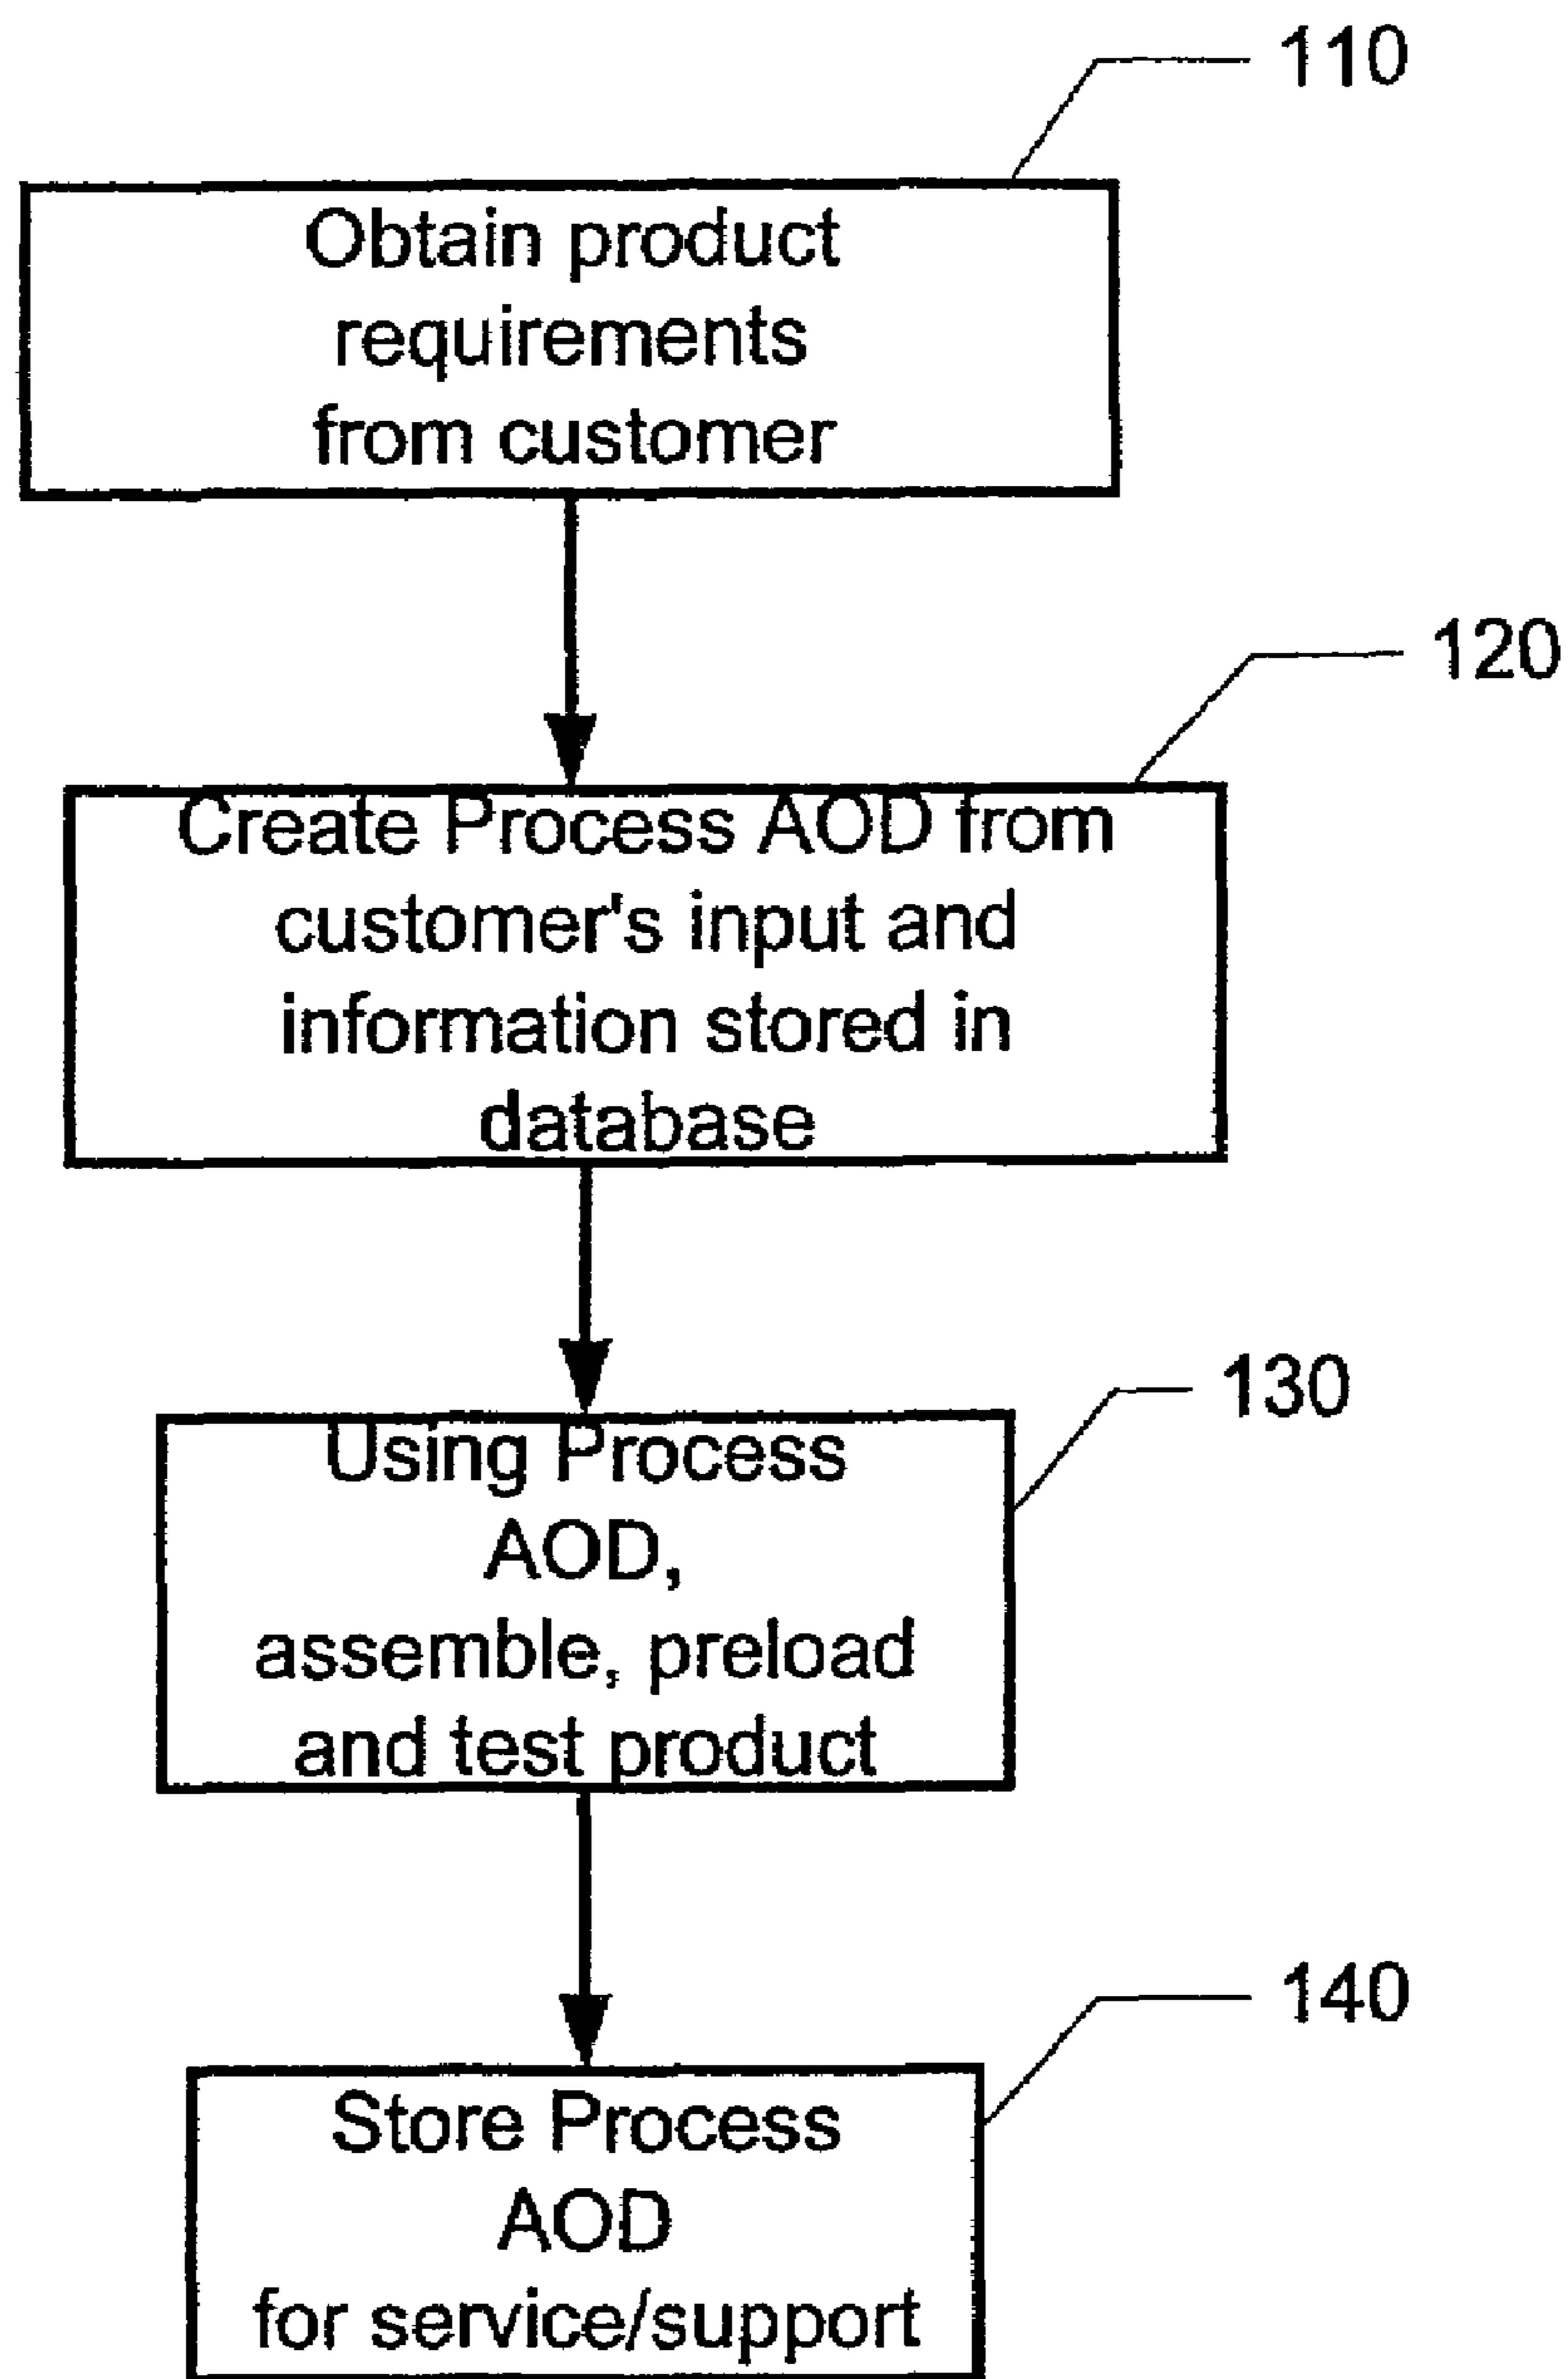 110
Obtain product
requirements
from customer
120
Create Process AOD from
customer's input and
information stored in
database
130
Using Process
AOD,
assemble, preload
and test product
140
Store Process
AOD
for service/support